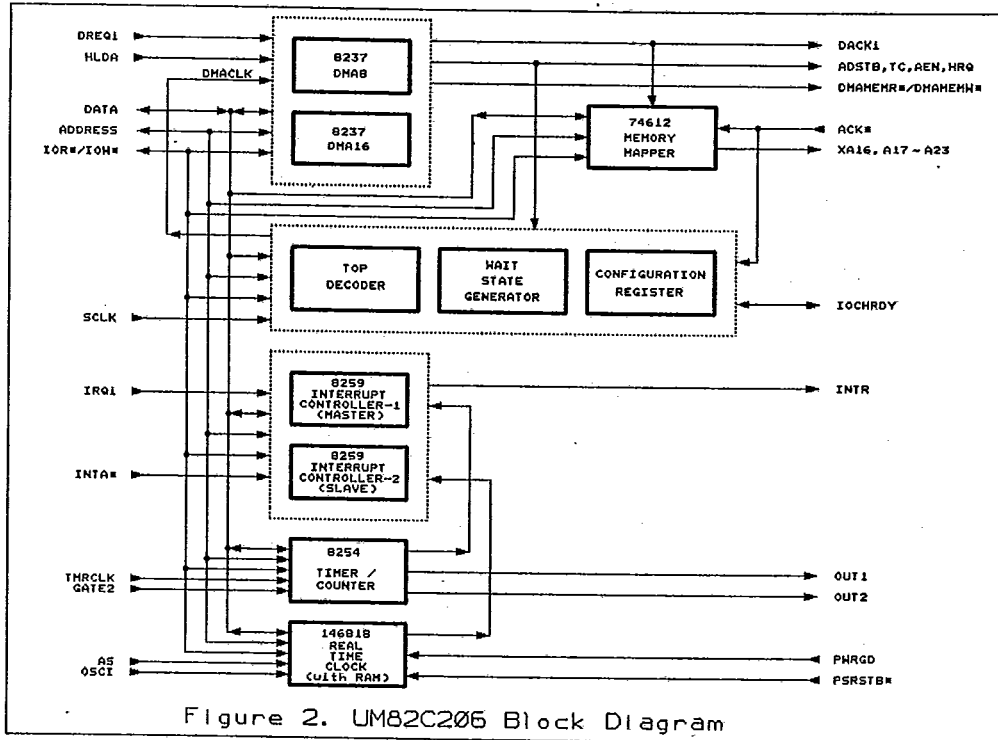 DREQ1
HLDA
DMACLK
DATA
ADDRESS
IOR*/IOW*
8237
DMA8
8237
DMA16
DACK1
ADSTB,TC,AEN,HRQ
DMAMEMR*/DMAMEMW*
74612
MEMORY
MAPPER
ACK*
XA16, A17~A23
TOP
DECODER
WAIT
STATE
GENERATOR
CONFIGURATION
REGISTER
SCLK
IOCHRDY
IRQ1
8259
INTERRUPT
CONTROLLER-1
(MASTER)
INTR
INTA*
8259
INTERRUPT
CONTROLLER-2
(SLAVE)
8254
TIMER /
COUNTER
TMRCLK
GATE2
OUT1
OUT2
146818
REAL
TIME
CLOCK
(with RAM)
AS
OSCI
PWRGD
PSRSTB*
Figure 2. UM82C206 Block Diagram